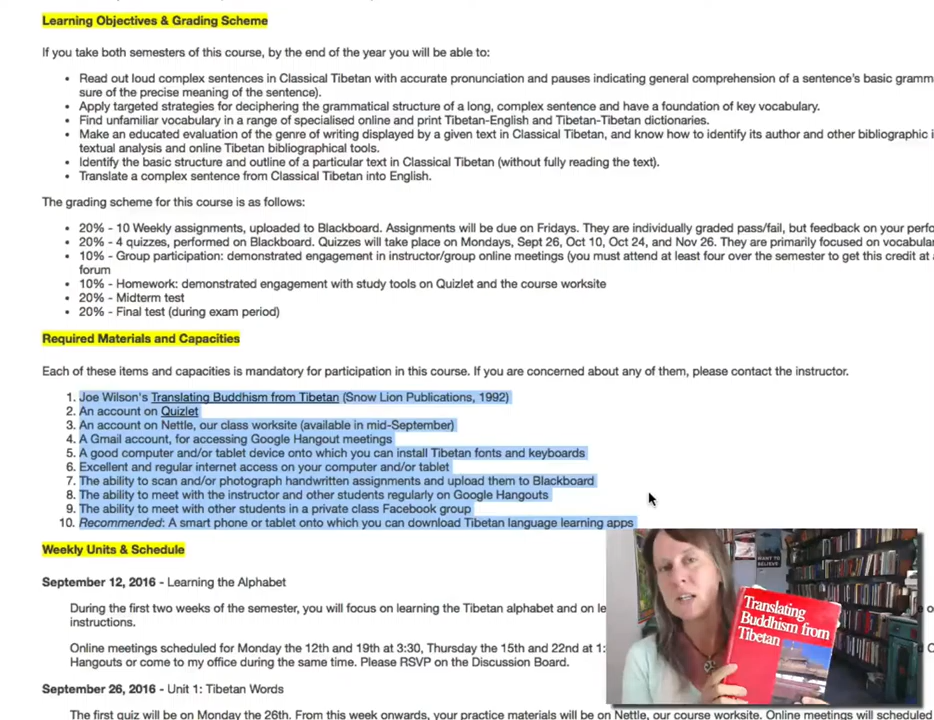 Learning Objectives & Grading Scheme
If you take both semesters of this course, by the end of the year you will be able to:
• Read out loud complex sentences in Classical Tibetan with accurate pronunciation and pauses indicating general comprehension of a sentence's basic gramm
sure of the precise meaning of the sentence).
• Apply targeted strategies for deciphering the grammatical structure of a long, complex sentence and have a foundation of key vocabulary.
• Find unfamiliar vocabulary in a range of specialised online and print Tibetan-English and Tibetan-Tibetan dictionaries.
• Make an educated evaluation of the genre of writing displayed by a given text in Classical Tibetan, and know how to identify its author and other bibliographic i
textual analysis and online Tibetan bibliographical tools.
• Identify the basic structure and outline of a particular text in Classical Tibetan (without fully reading the text).
• Translate a complex sentence from Classical Tibetan into English.
The grading scheme for this course is as follows:
• 20% - 10 Weekly assignments, uploaded to Blackboard. Assignments will be due on Fridays. They are individually graded pass/fail, but feedback on your perfo
• 20% - 4 quizzes, performed on Blackboard. Quizzes will take place on Mondays, Sept 26, Oct 10, Oct 24, and Nov 26. They are primarily focused on vocabular
• 10% - Group participation: demonstrated engagement in instructor/group online meetings (you must attend at least four over the semester to get this credit at
forum
• 10% - Homework: demonstrated engagement with study tools on Quizlet and the course worksite
• 20% - Midterm test
• 20% - Final test (during exam period)
Required Materials and Capacities
Each of these items and capacities is mandatory for participation in this course. If you are concerned about any of them, please contact the instructor.
1. Joe Wilson's Translating Buddhism from Tibetan (Snow Lion Publications, 1992)
2. An account on Quizlet
3. An account on Nettle, our class worksite (available in mid-September)
4. A Gmail account, for accessing Google Hangout meetings
5. A good computer and/or tablet device onto which you can install Tibetan fonts and keyboards
6. Excellent and regular internet access on your computer and/or tablet
7. The ability to scan and/or photograph handwritten assignments and upload them to Blackboard
8. The ability to meet with the instructor and other students regularly on Google Hangouts
9. The ability to meet with other students in a private class Facebook group
10. Recommended: A smart phone or tablet onto which you can download Tibetan language learning apps
Weekly Units & Schedule
September 12, 2016 - Learning the Alphabet
During the first two weeks of the semester, you will focus on learning the Tibetan alphabet and on le
instructions.
Online meetings scheduled for Monday the 12th and 19th at 3:30, Thursday the 15th and 22nd at 1:
Hangouts or come to my office during the same time. Please RSVP on the Discussion Board.
September 26, 2016 - Unit 1: Tibetan Words
The first quiz will be on Monday the 26th. From this week onwards, your practice materials will be on Nettle, our course worksite. Online meetings will scheduled
I WANT TO
BELIEVE
Translating
Buddhism from
Tibetan